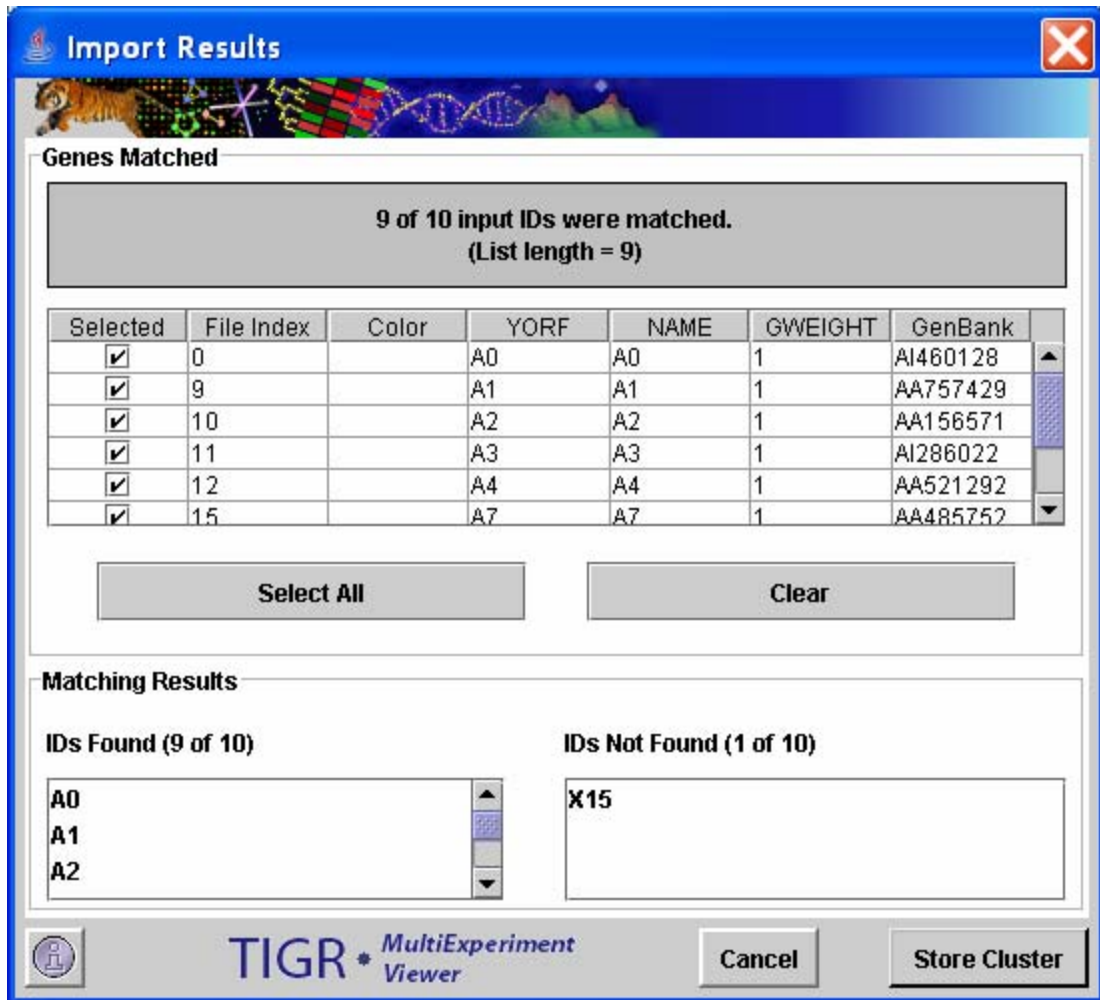 Import Results
Genes Matched
9 of 10 input IDs were matched.
(List length = 9)
Selected File Index Color YORF NAME GWEIGHT GenBank
0 A0 A0 1 AI460128
9 A1 A1 1 AA757429
10 A2 A2 1 AA156571
11 A3 A3 1 AI286022
12 A4 A4 1 AA521292
15 A7 A7 1 AA485752
Select All Clear
Matching Results
IDs Found (9 of 10) IDs Not Found (1 of 10)
A0 X15
A1
A2
TIGR • MultiExperiment
Viewer
Cancel Store Cluster